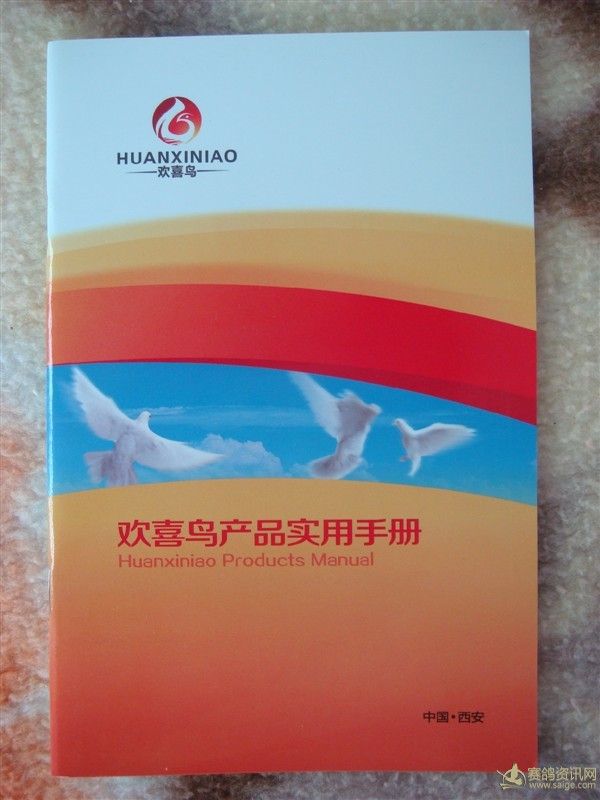 HUANXINIAO
欢喜鸟
欢喜鸟产品实用手册
Huanxiniao Products Manual
中国·西安
赛鸽资讯网
www.saige.com